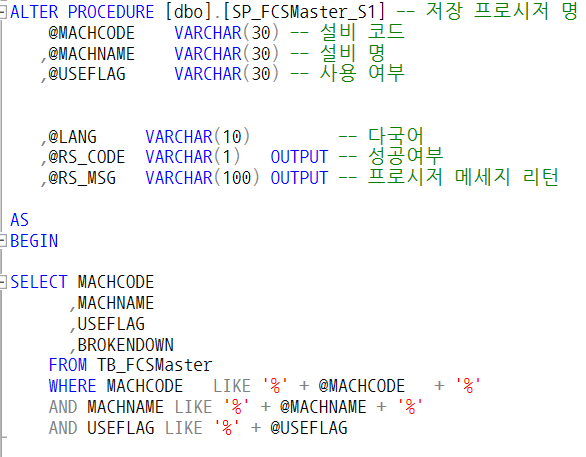 ALTER PROCEDURE [dbo].[SP_FCSMaster_S1] -- 저장 프로시저 명
@MACHCODE VARCHAR(30) -- 설비 코드
,@MACHNAME VARCHAR(30) -- 설비 명
,@USEFLAG VARCHAR(30) -- 사용 여부
,@LANG VARCHAR(10) -- 다국어
,@RS_CODE VARCHAR(1) OUTPUT -- 성공여부
,@RS_MSG VARCHAR(100) OUTPUT -- 프로시저 메세지 리턴
AS
BEGIN
SELECT MACHCODE
,MACHNAME
,USEFLAG
,BROKENDOWN
FROM TB_FCSMaster
WHERE MACHCODE LIKE '%' + @MACHCODE + '%'
AND MACHNAME LIKE '%' + @MACHNAME + '%'
AND USEFLAG LIKE '%' + @USEFLAG